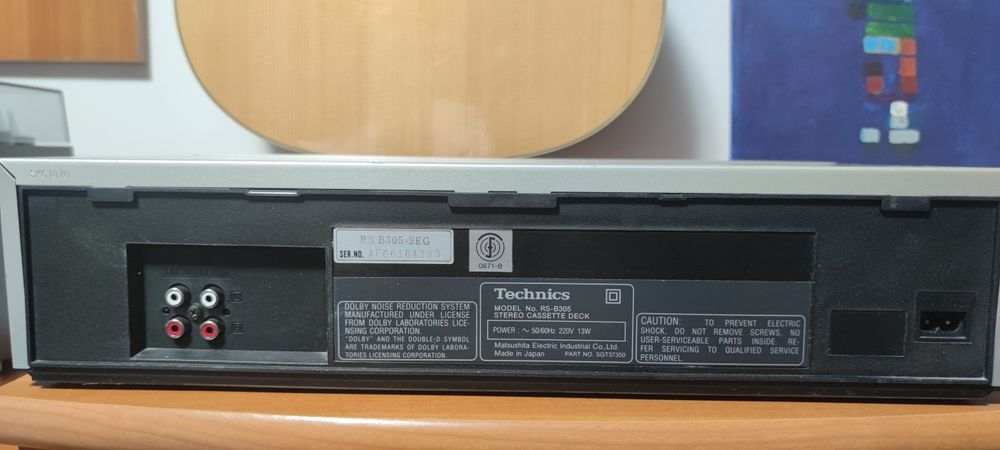 RS-B305-SEG
SER.NO. AF6616A393
0871-B
DOLBY NOISE REDUCTION SYSTEM
MANUFACTURED UNDER LICENSE
FROM DOLBY LABORATORIES LICE-
NSING CORPORATION.
"DOLBY" AND THE DOUBLE-D SYMBOL
ARE TRADEMARKS OF DOLBY LABORA-
TORIES LICENSING CORPORATION.
Technics
MODEL No. RS-B305
STEREO CASSETTE DECK
POWER : ~ 50/60Hz 220V 13W
Matsushita Electric Industrial Co., Ltd.
Made in Japan PART NO. SGT37350
CAUTION: TO PREVENT ELECTRIC
SHOCK, DO NOT REMOVE SCREWS. NO
USER-SERVICEABLE PARTS INSIDE. RE-
FER SERVICING TO QUALIFIED SERVICE
PERSONNEL.